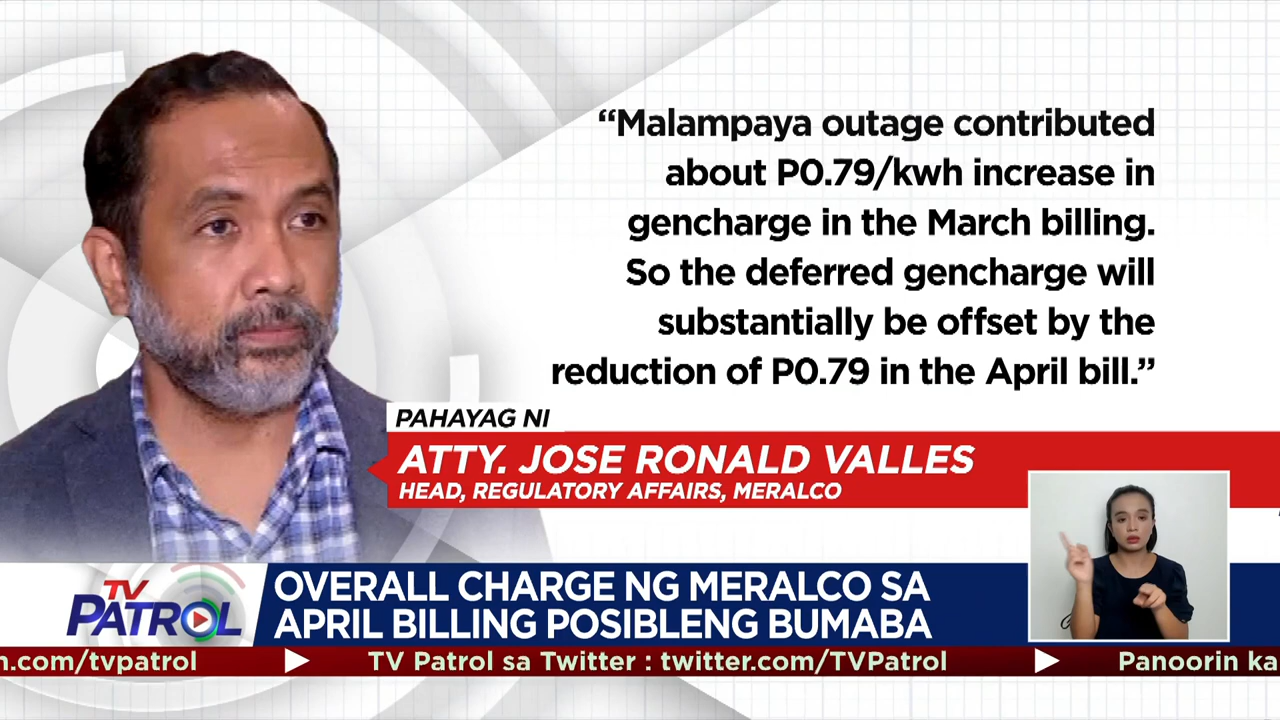 “Malampaya outage contributed
about P0.79/kwh increase in
gencharge in the March billing.
So the deferred gencharge will
substantially be offset by the
reduction of P0.79 in the April bill.”
PAHAYAG NI
ATTY. JOSE RONALD VALLES
HEAD, REGULATORY AFFAIRS, MERALCO
TV
PATROL
OVERALL CHARGE NG MERALCO SA
APRIL BILLING POSIBLENG BUMABA
n.com/tvpatrol TV Patrol sa Twitter : twitter.com/TVPatrol Panoorin ka